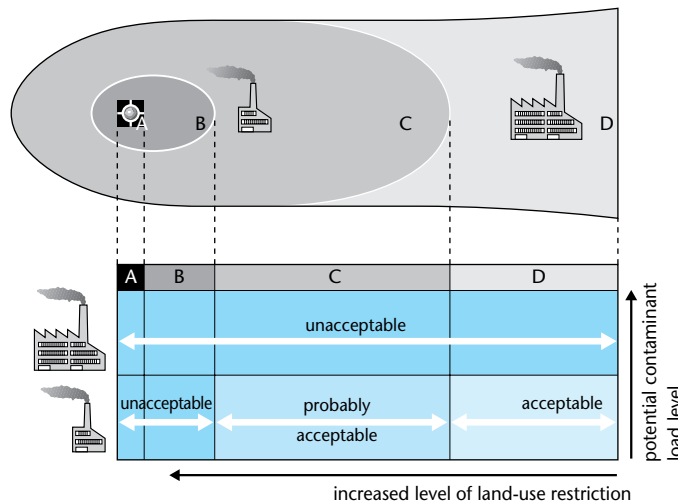 A
B
C
D
A
B
C
D
unacceptable
unacceptable
probably
acceptable
acceptable
potential contaminant
load level
increased level of land-use restriction